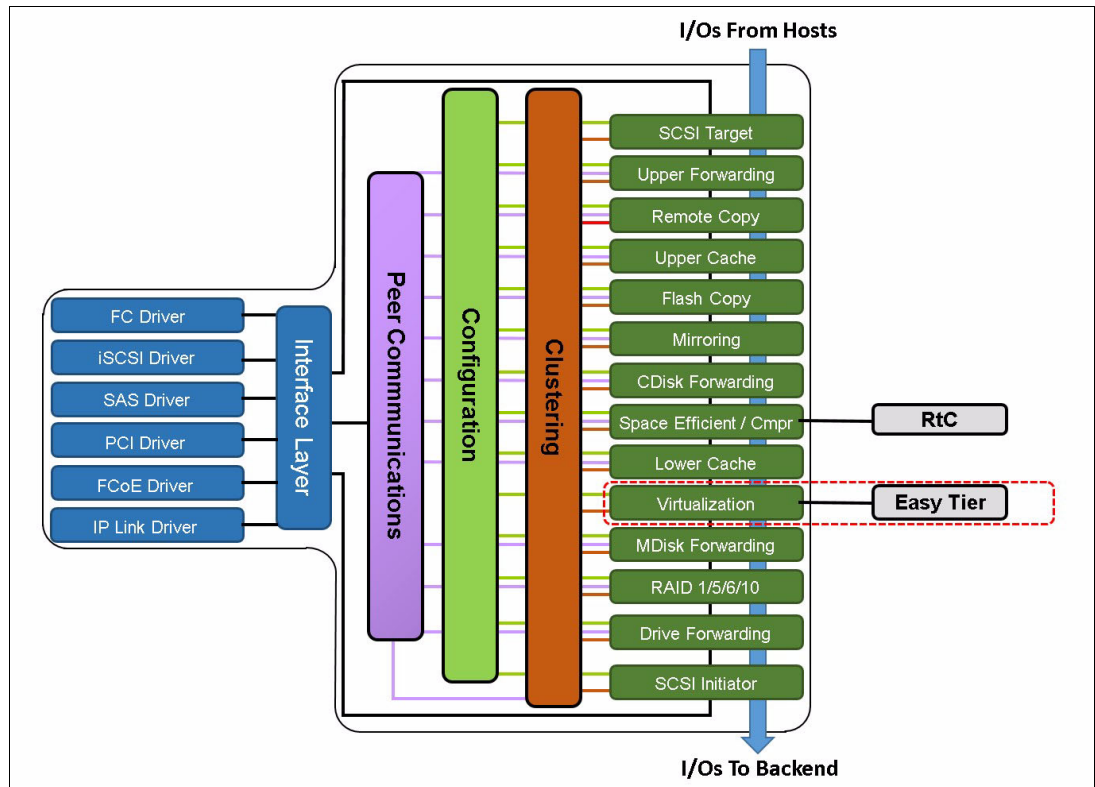 I/Os From Hosts
SCSI Target
Upper Forwarding
Remote Copy
Upper Cache
Flash Copy
Mirroring
CDisk Forwarding
Space Efficient / Cmpr
Lower Cache
Virtualization
MDisk Forwarding
RAID 1/5/6/10
Drive Forwarding
SCSI Initiator
RtC
Easy Tier
FC Driver
iSCSI Driver
SAS Driver
PCI Driver
FCoE Driver
IP Link Driver
Interface Layer
Peer Commmunications
Configuration
Clustering
I/Os To Backend